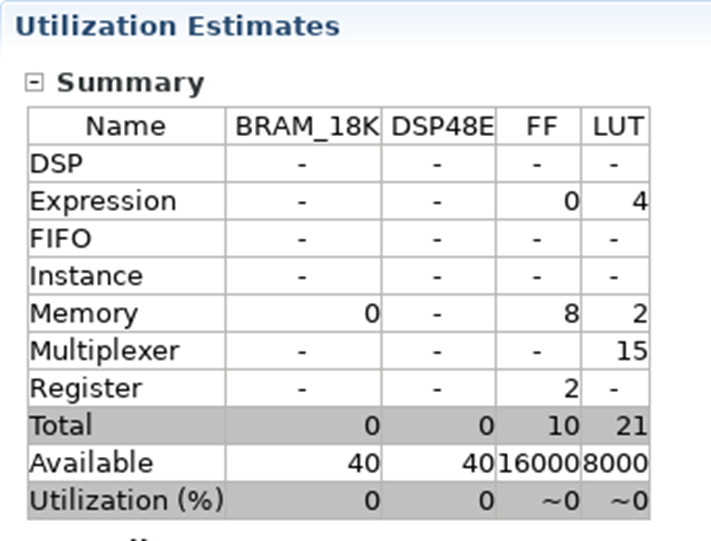 Utilization Estimates
Summary
Name BRAM_18K DSP48E FF LUT
DSP - - - -
Expression - - 0 4
FIFO - - - -
Instance - - - -
Memory 0 - 8 2
Multiplexer - - - 15
Register - - 2 -
Total 0 0 10 21
Available 40 40 16000 8000
Utilization (%) 0 0 ~0 ~0